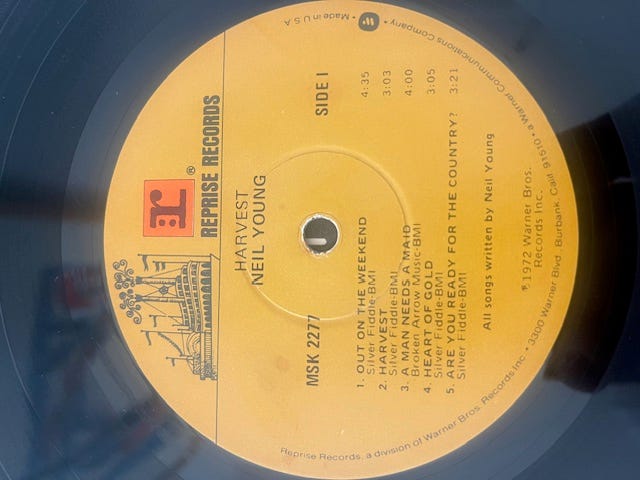 r ®
REPRISE RECORDS
HARVEST
NEIL YOUNG
MSK 2277 SIDE 1
1. OUT ON THE WEEKEND 4:35
Silver Fiddle-BMI
2. HARVEST 3:03
Silver Fiddle-BMI
3. A MAN NEEDS A MAID 4:00
Broken Arrow Music-BMI
4. HEART OF GOLD 3:05
Silver Fiddle-BMI
5. ARE YOU READY FOR THE COUNTRY? 3:21
Silver Fiddle-BMI
All songs written by Neil Young
℗1972 Warner Bros.
Records Inc.
Reprise Records, a division of Warner Bros. Records Inc. • 3300 Warner Blvd. Burbank, Calif. 91510 • a Warner Communications Company • Made in U.S.A.